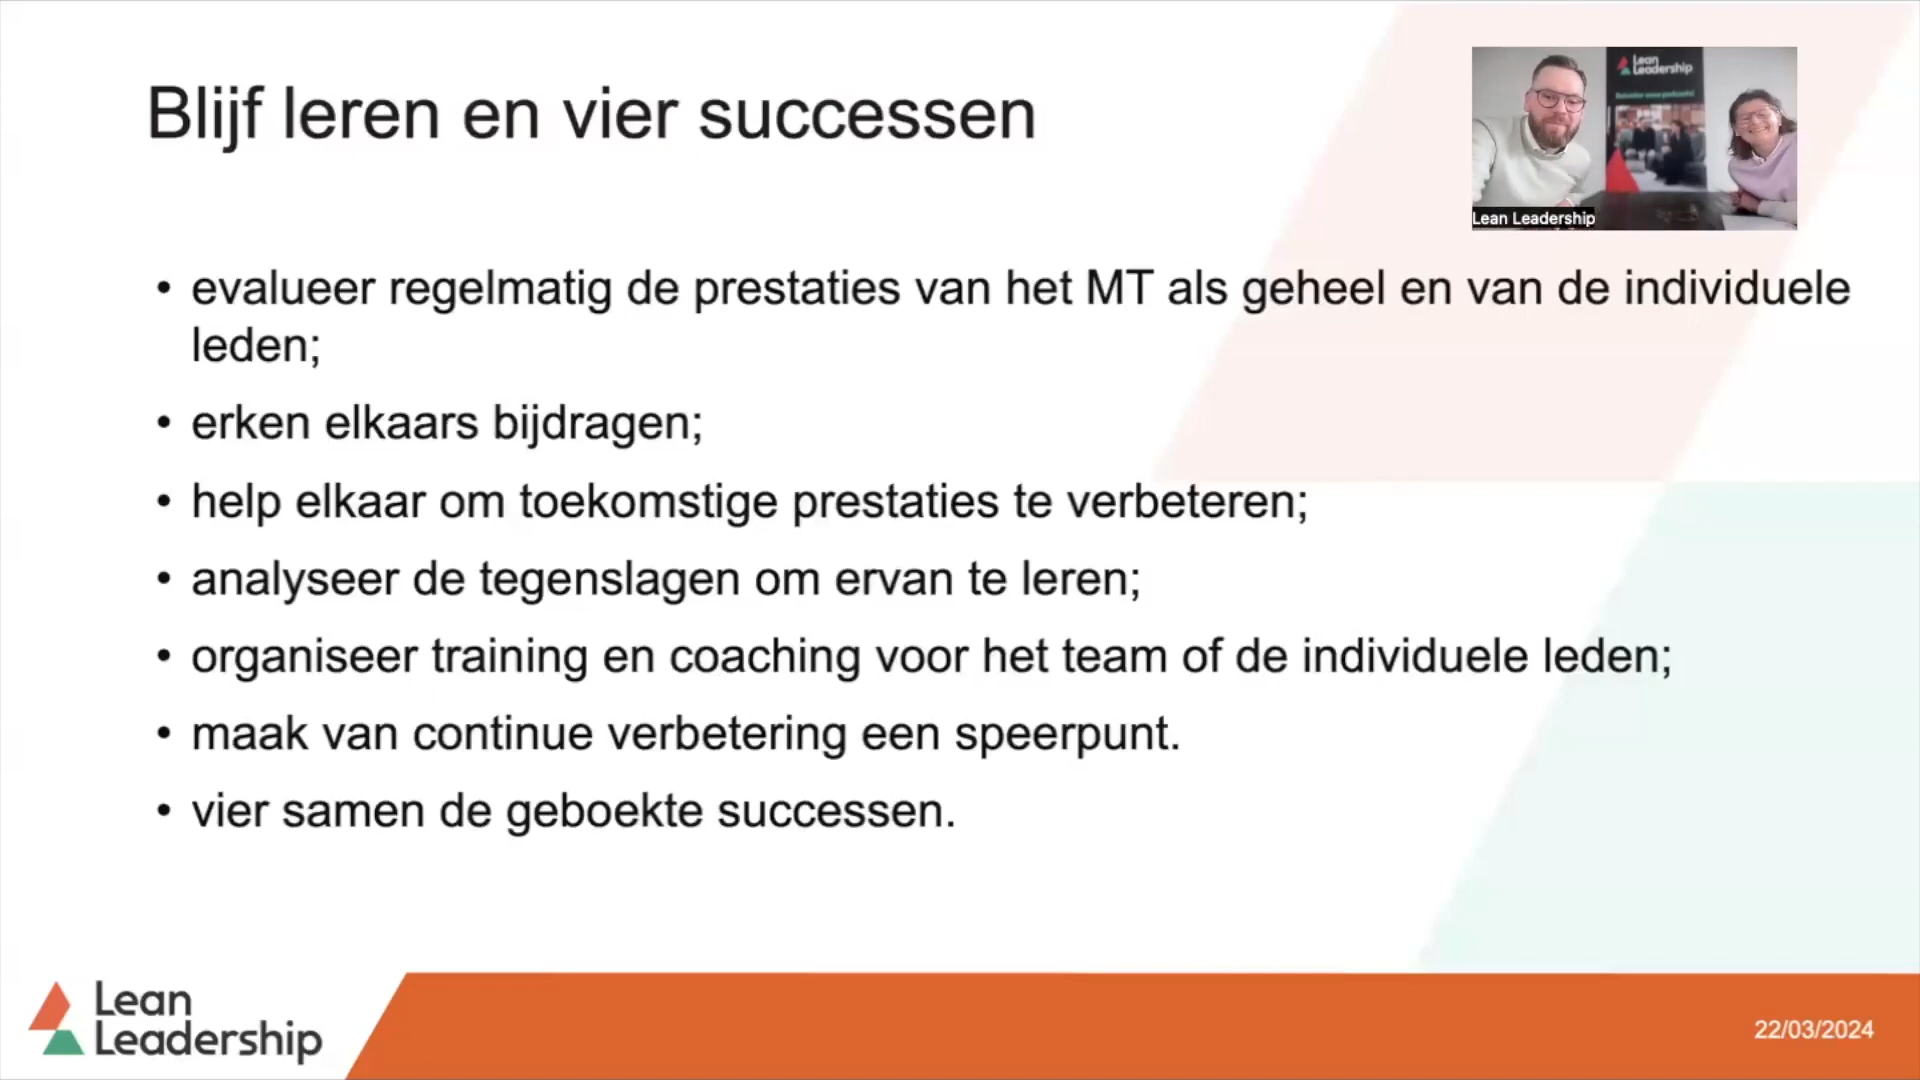 Blijf leren en vier successen
Lean
Leadership
Lean Leadership
• evalueer regelmatig de prestaties van het MT als geheel en van de individuele
leden;
• erken elkaars bijdragen;
• help elkaar om toekomstige prestaties te verbeteren;
• analyseer de tegenslagen om ervan te leren;
• organiseer training en coaching voor het team of de individuele leden;
• maak van continue verbetering een speerpunt.
• vier samen de geboekte successen.
Lean
Leadership
22/03/2024